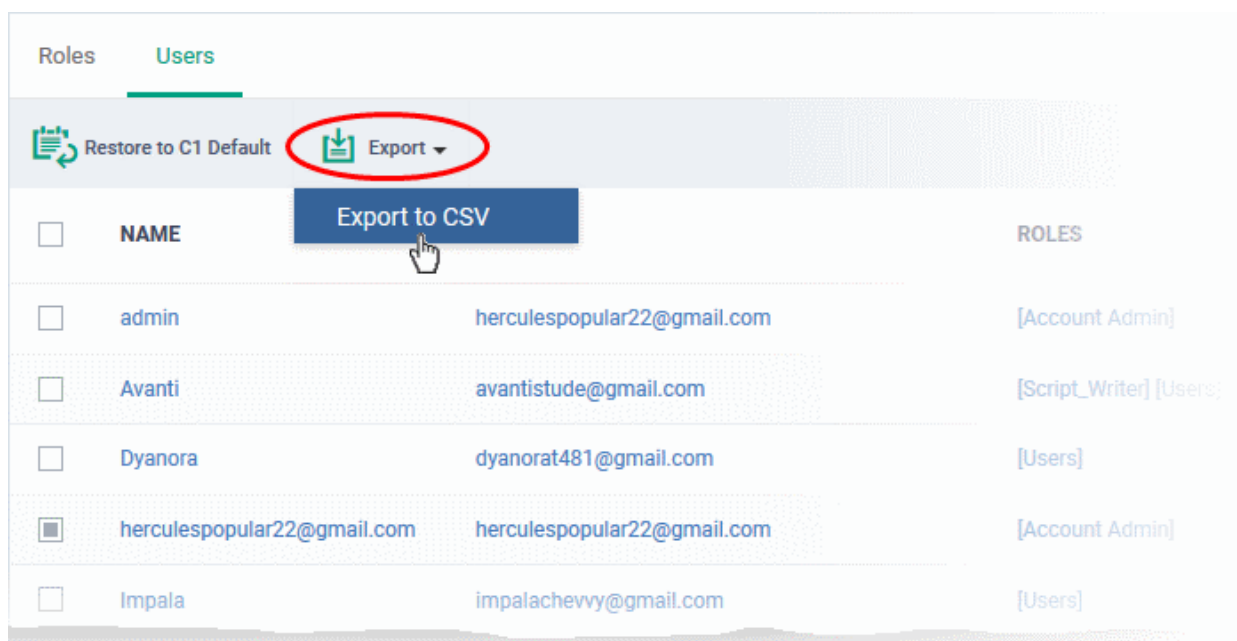 Roles Users
Restore to C1 Default Export
Export to CSV
NAME ROLES
admin herculespopular22@gmail.com [Account Admin]
Avanti avantistude@gmail.com [Script_Writer] [Users]
Dyanora dyanorat481@gmail.com [Users]
herculespopular22@gmail.com herculespopular22@gmail.com [Account Admin]
Impala impalachevvy@gmail.com [Users]